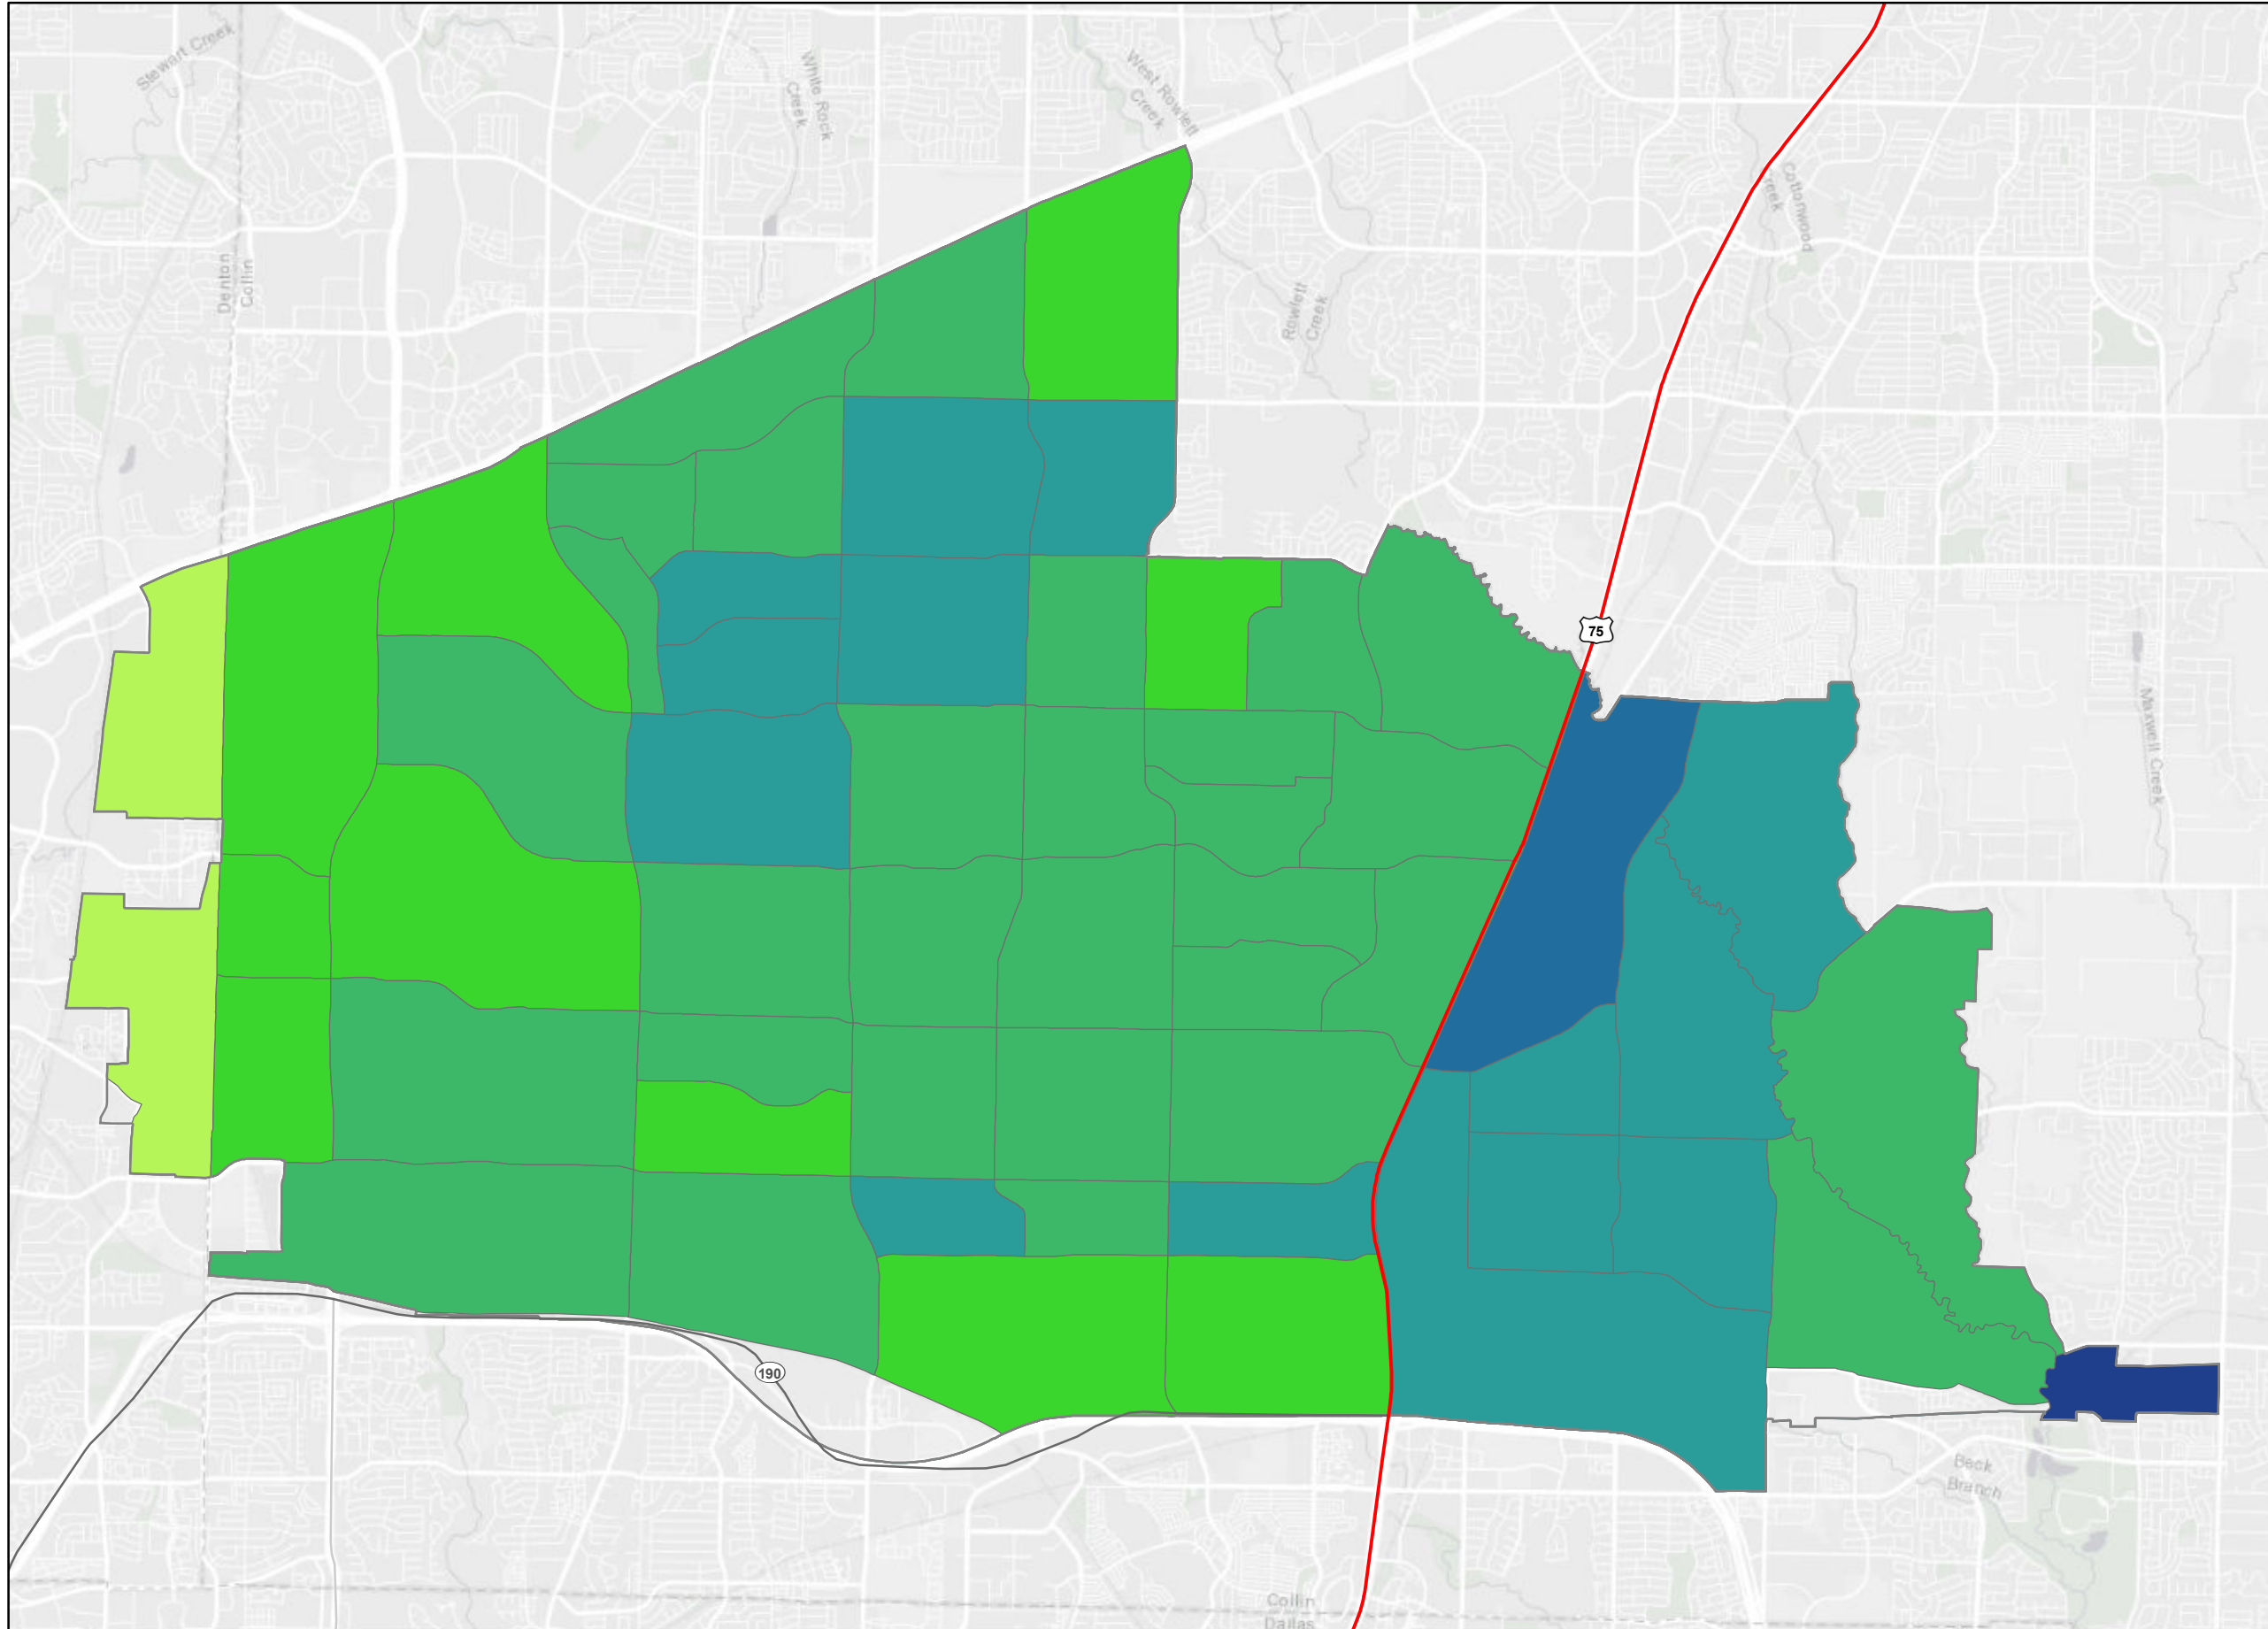 Stewart Creek
White Rock
Creek
West Rowlett
Creek
Cottonwood
Creek
Denton
Collin
Rowlett
Creek
75
Maxwell Creek
190
Beck
Branch
Collin
Dallas